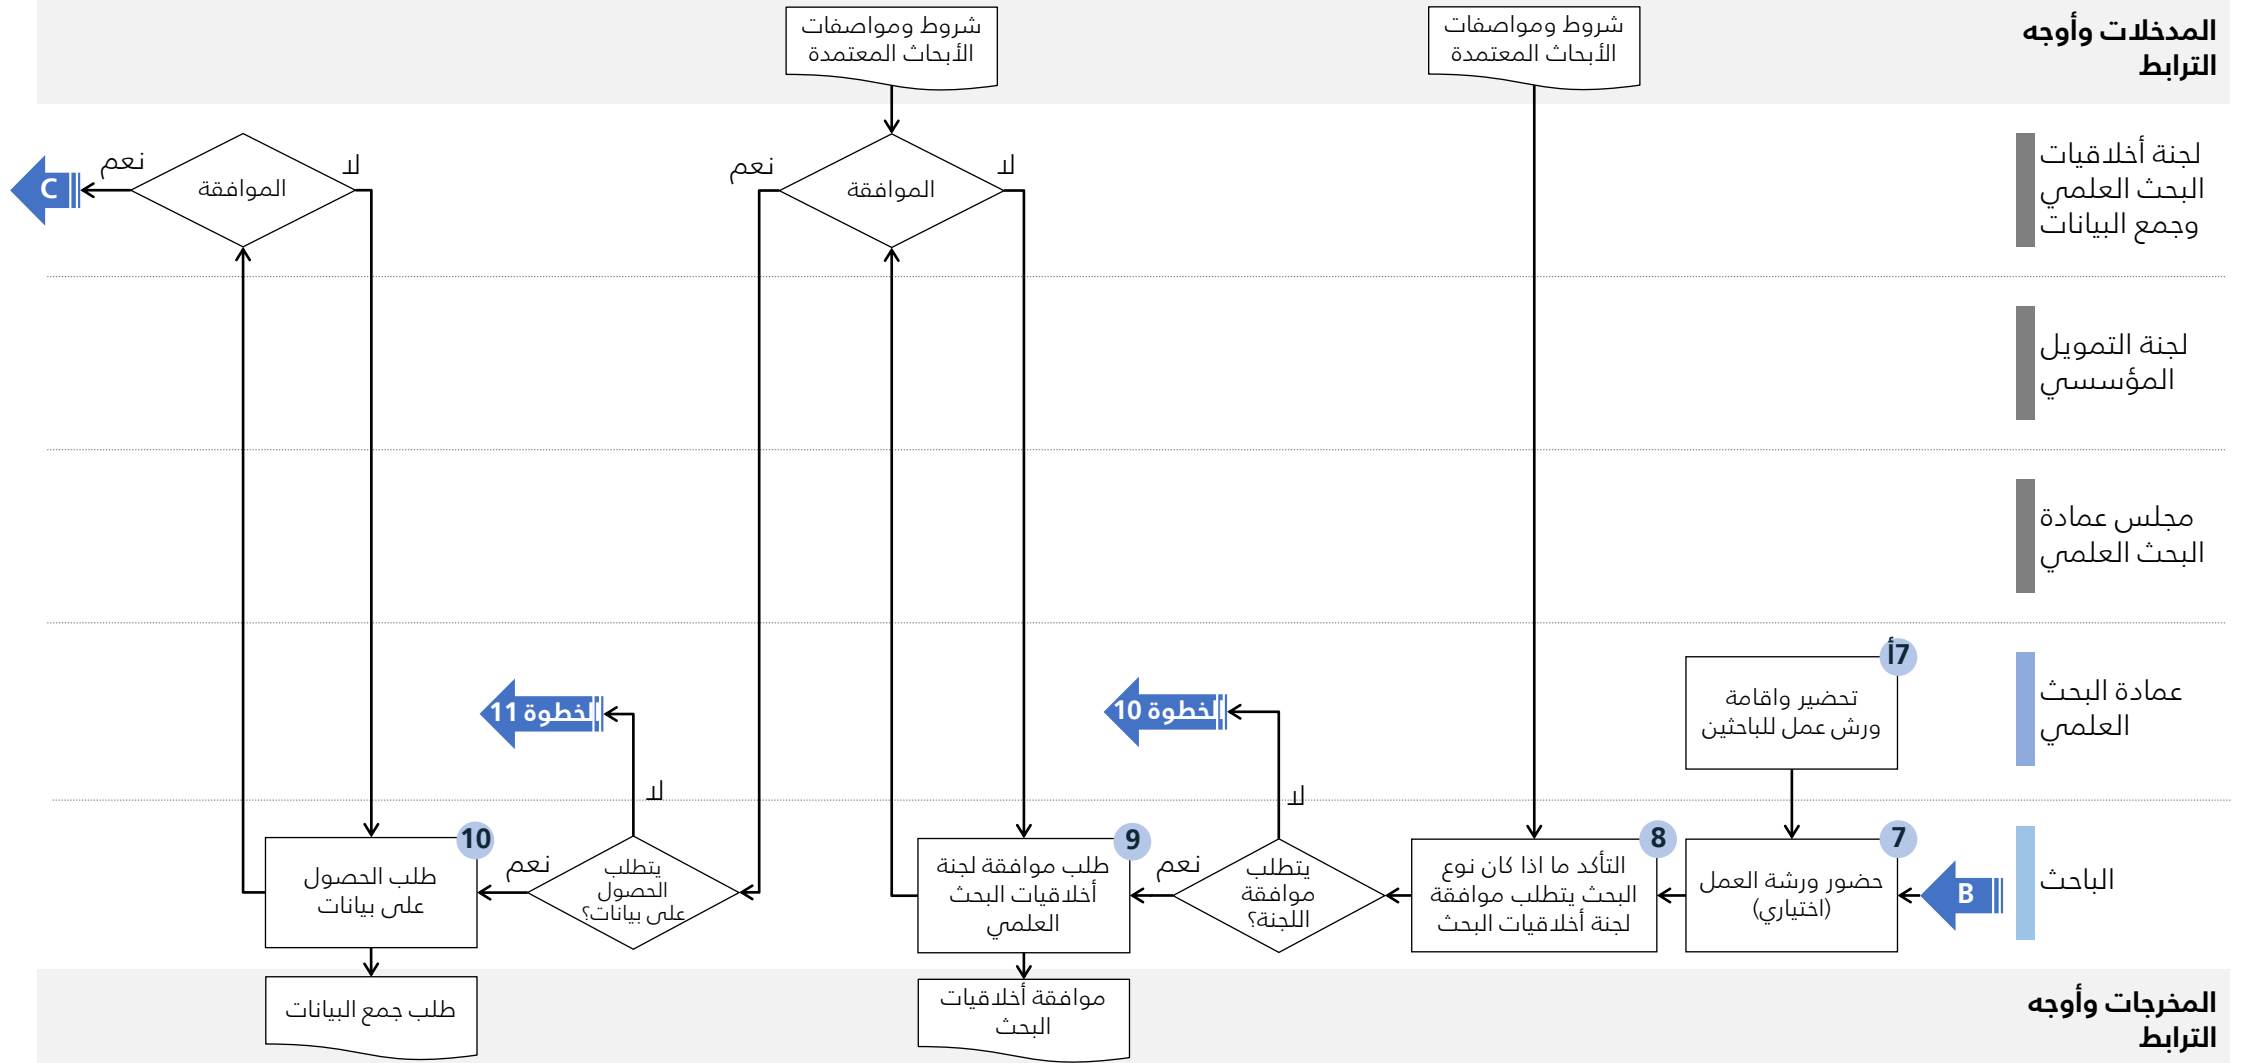 المدخلات وأوجه
الترابط
شروط ومواصفات
الأبحاث المعتمدة
شروط ومواصفات
الأبحاث المعتمدة
لجنة أخلاقيات
البحث العلمي
وجمع البيانات
لا
الموافقة
نعم
لا
الموافقة
نعم
C
لجنة التمويل
المؤسسي
مجلس عمادة
البحث العلمي
عمادة البحث
العلمي
7أ
تحضير واقامة
ورش عمل للباحثين
الخطوة 10
لا
الخطوة 11
لا
الباحث
B
7
حضور ورشة العمل
(اختياري)
8
التأكد ما اذا كان نوع
البحث يتطلب موافقة
لجنة أخلاقيات البحث
يتطلب
موافقة
اللجنة؟
نعم
9
طلب موافقة لجنة
أخلاقيات البحث
العلمي
يتطلب
الحصول
على بيانات؟
نعم
10
طلب الحصول
على بيانات
المخرجات وأوجه
الترابط
موافقة أخلاقيات
البحث
طلب جمع البيانات